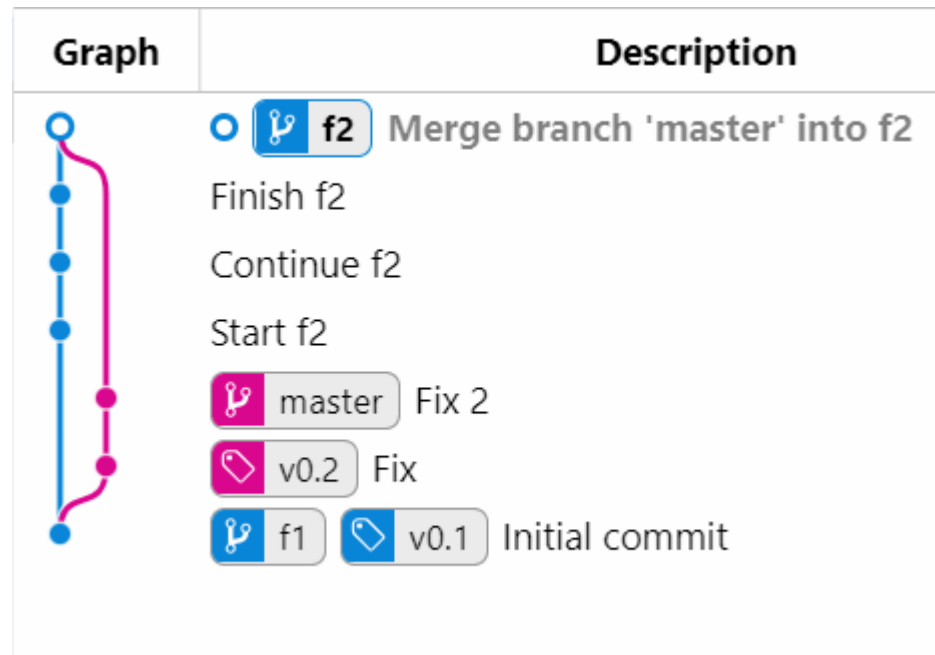 Graph Description
f2 Merge branch 'master' into f2
Finish f2
Continue f2
Start f2
master Fix 2
v0.2 Fix
f1 v0.1 Initial commit